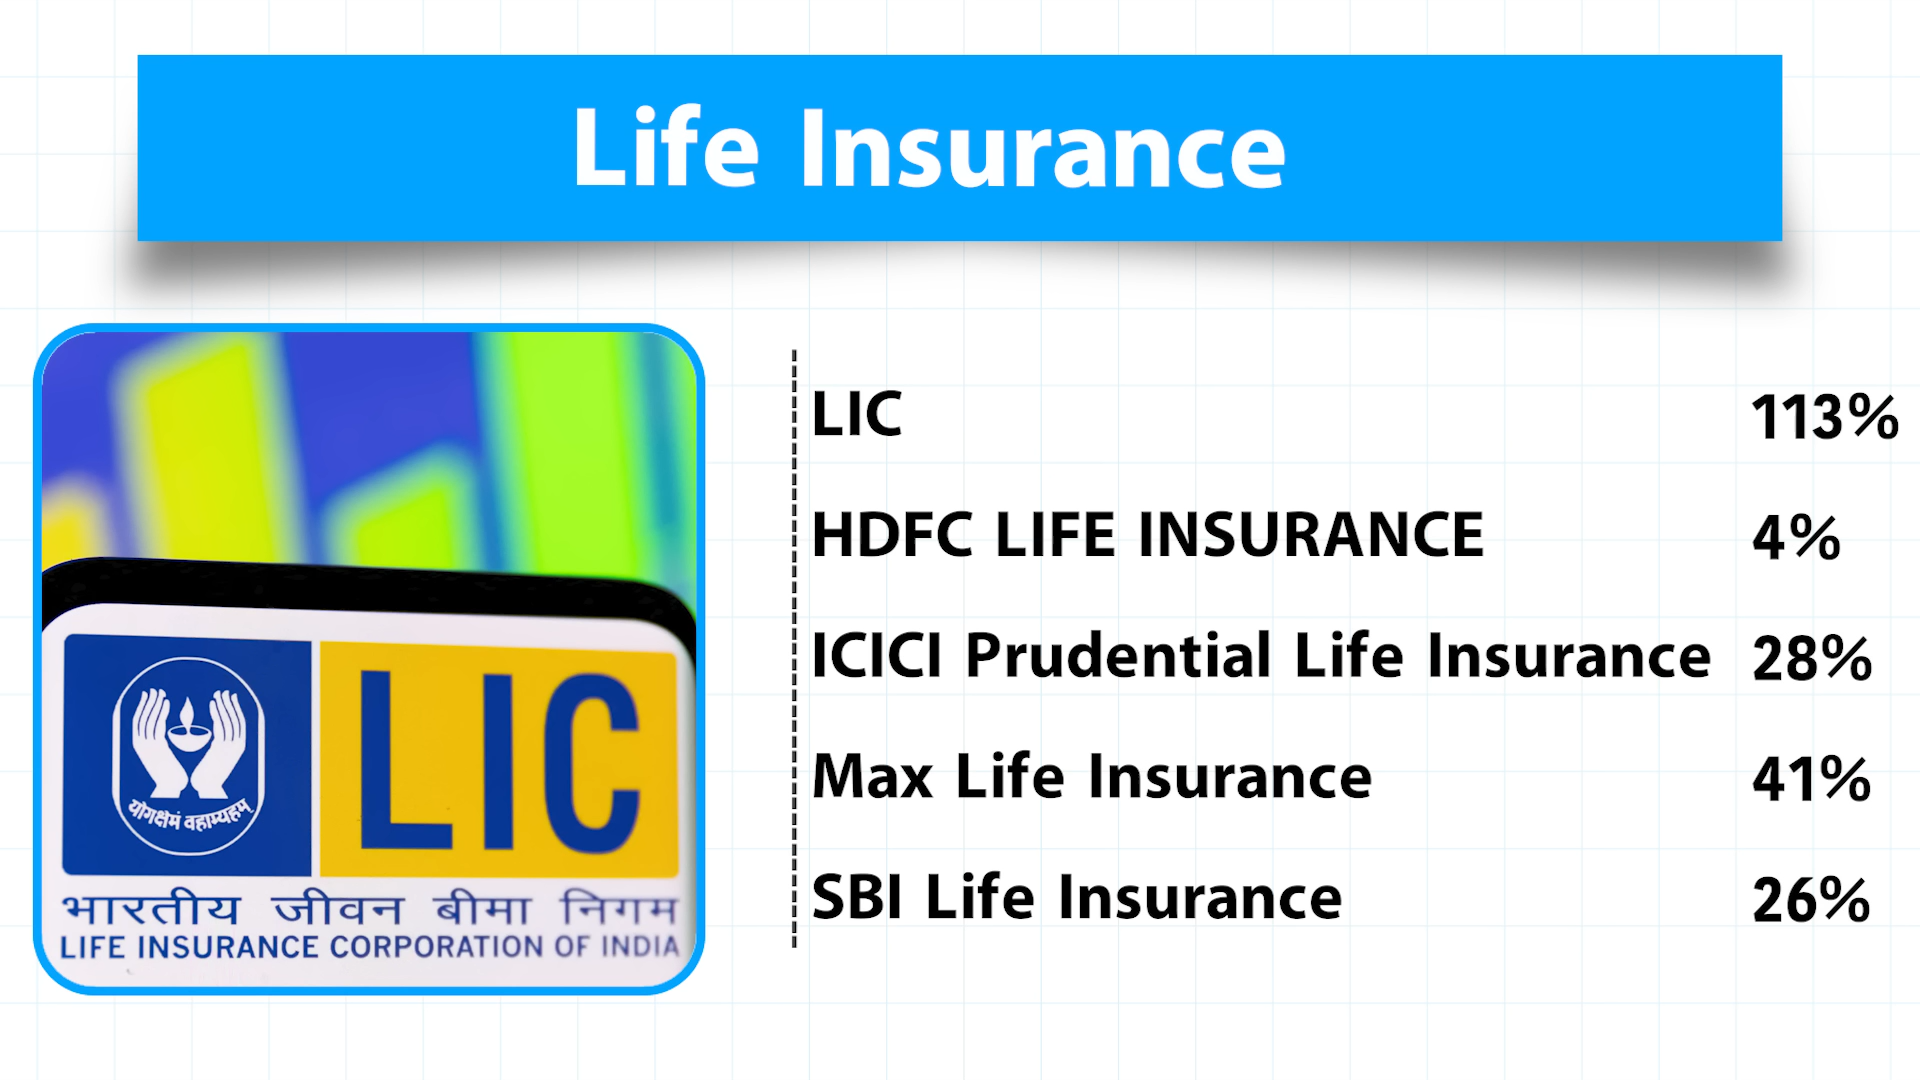 Life Insurance
योगक्षेमं वहाम्यहम्
LIC
भारतीय जीवन बीमा निगम
LIFE INSURANCE CORPORATION OF INDIA
LIC 113%
HDFC LIFE INSURANCE 4%
ICICI Prudential Life Insurance 28%
Max Life Insurance 41%
SBI Life Insurance 26%